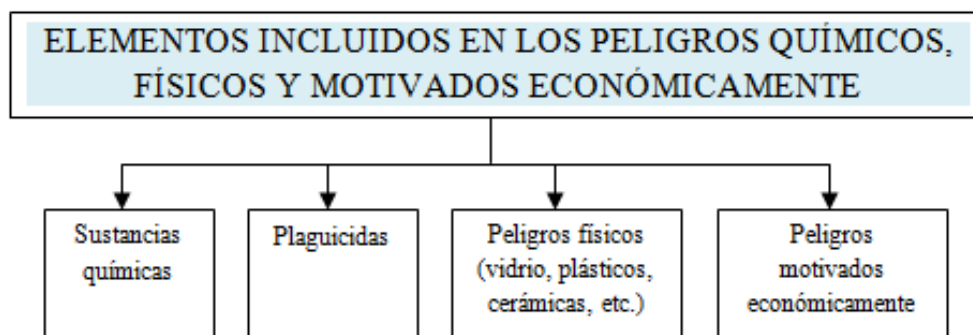 ELEMENTOS INCLUIDOS EN LOS PELIGROS QUÍMICOS,
FÍSICOS Y MOTIVADOS ECONÓMICAMENTE
Sustancias
químicas
Plaguicidas
Peligros físicos
(vidrio, plásticos,
cerámicas, etc.)
Peligros
motivados
económicamente